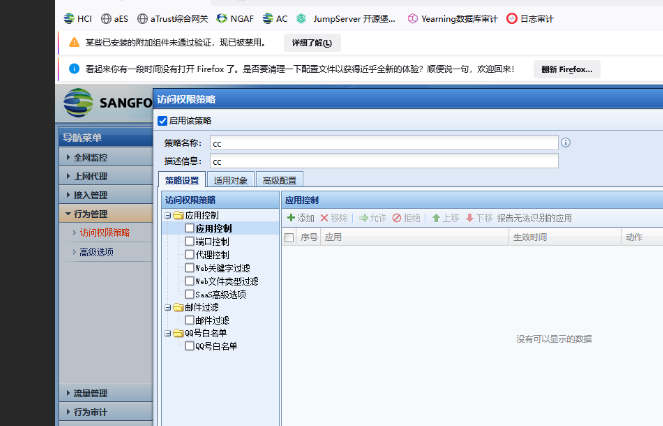 HCI aES aTrust综合网关 NGAF AC JumpServer 开源堡... Yearning数据库审计 日志审计
某些已安装的附加组件未通过验证，现已被禁用。 详细了解(L)
看起来你有一段时间没有打开 Firefox 了。是否要清理一下配置文件以获得近乎全新的体验？顺便说一句，欢迎回来！ 翻新 Firefox...
SANGFO
访问权限策略
启用该策略
导航菜单
策略名称: cc
全网监控
描述信息: cc
上网代理
策略设置 适用对象 高级配置
接入管理
访问权限策略 应用控制
行为管理
应用控制
添加 移除 允许 拒绝 上移 下移 报告无法识别的应用
访问权限策略
应用控制
序号 应用 生效时间 动作
端口控制
高级选项
代理控制
Web关键字过滤
Web文件类型过滤
SaaS高级选项
邮件过滤
邮件过滤
QQ号白名单
没有可以显示的数据
QQ号白名单
流量管理
行为审计